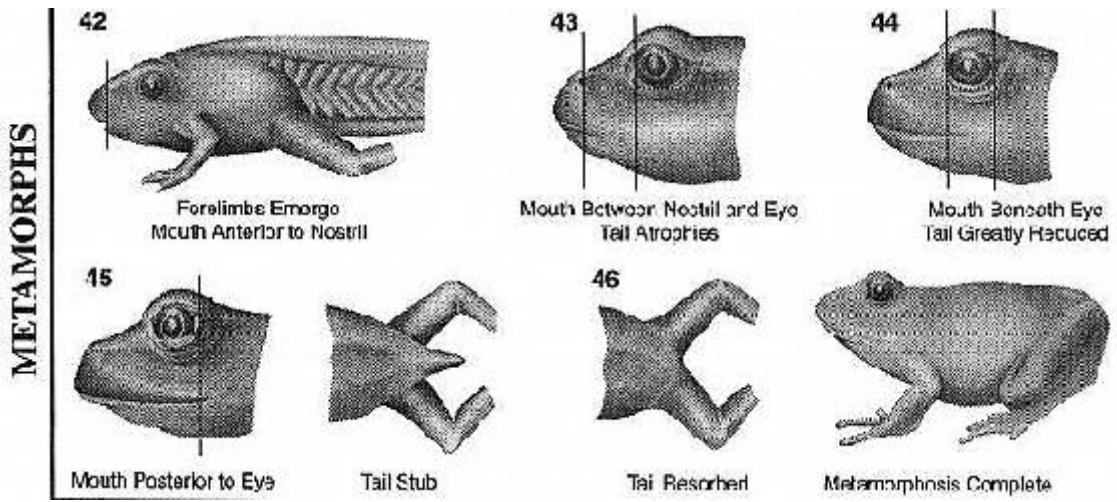 METAMORPHS
42
Forelimbs Emerge
Mouth Anterior to Nostril
43
Mouth Between Nostril and Eye
Tail Atrophies
44
Mouth Beneath Eye
Tail Greatly Reduced
45
Mouth Posterior to Eye
Tail Stub
46
Tail Resorbed
Metamorphosis Complete